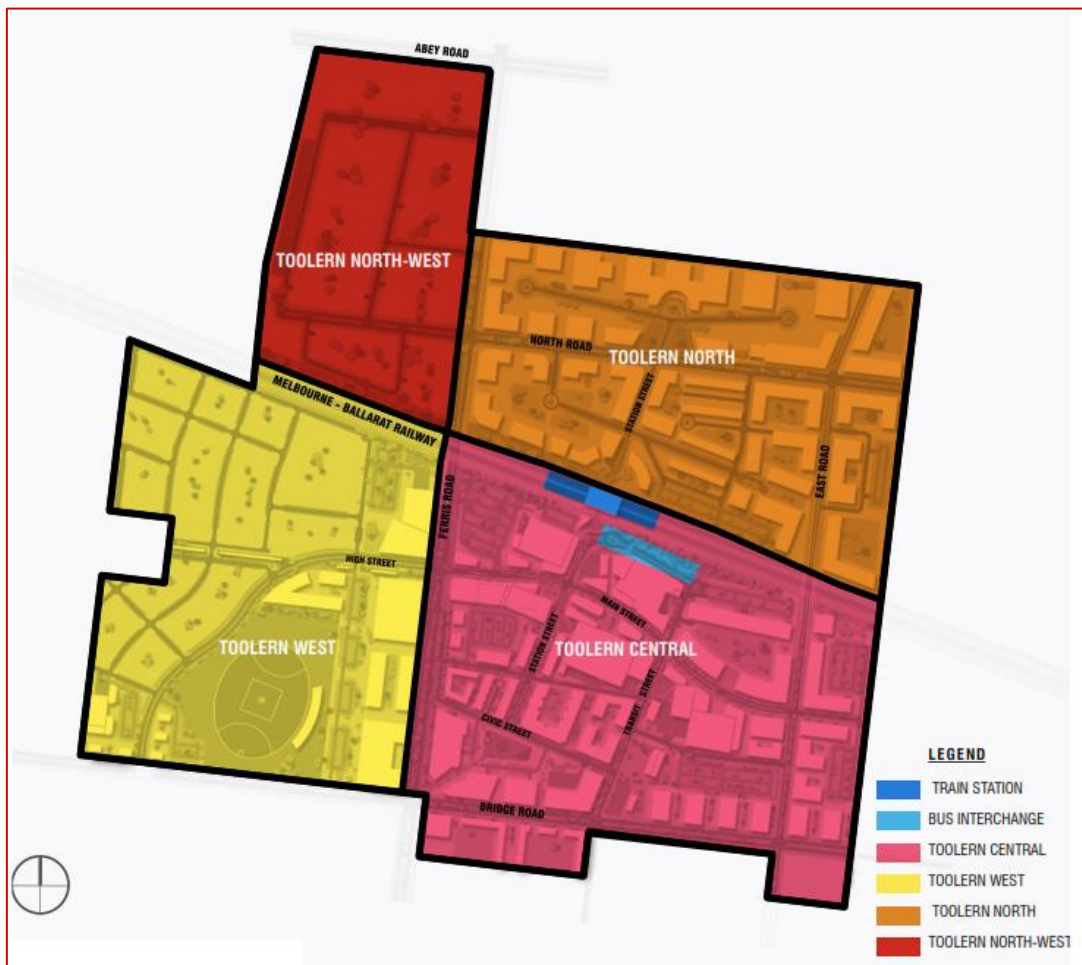 ABEY ROAD
TOOLERN NORTH-WEST
NORTH ROAD
TOOLERN NORTH
STATION STREET
MELBOURNE - BALLARAT RAILWAY
EAST ROAD
FERRIS ROAD
HIGH STREET
MAIN STREET
TOOLERN WEST
STATION STREET
TOOLERN CENTRAL
TRANSIT STREET
CIVIC STREET
BRIDGE ROAD
LEGEND
TRAIN STATION
BUS INTERCHANGE
TOOLERN CENTRAL
TOOLERN WEST
TOOLERN NORTH
TOOLERN NORTH-WEST